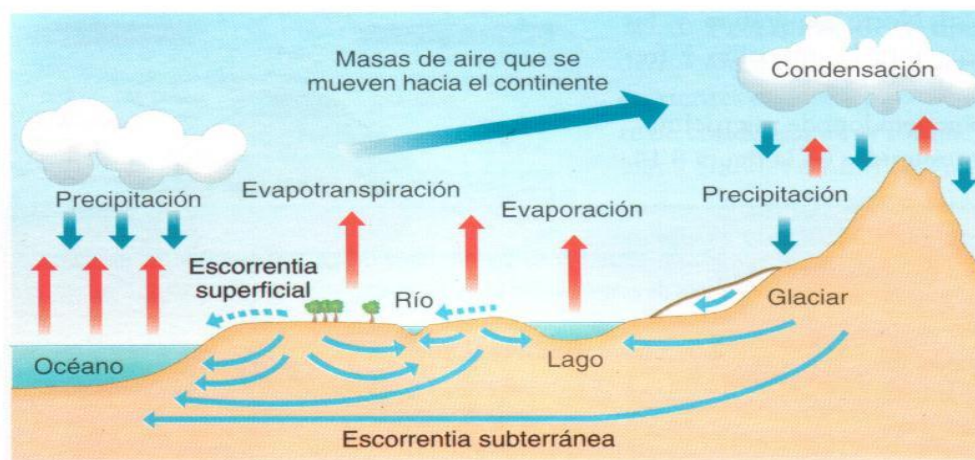 Masas de aire que se
mueven hacia el continente
Condensación
Precipitación
Evapotranspiración
Evaporación
Precipitación
Escorrentia
superficial
Río
Glaciar
Océano
Lago
Escorrentia subterránea